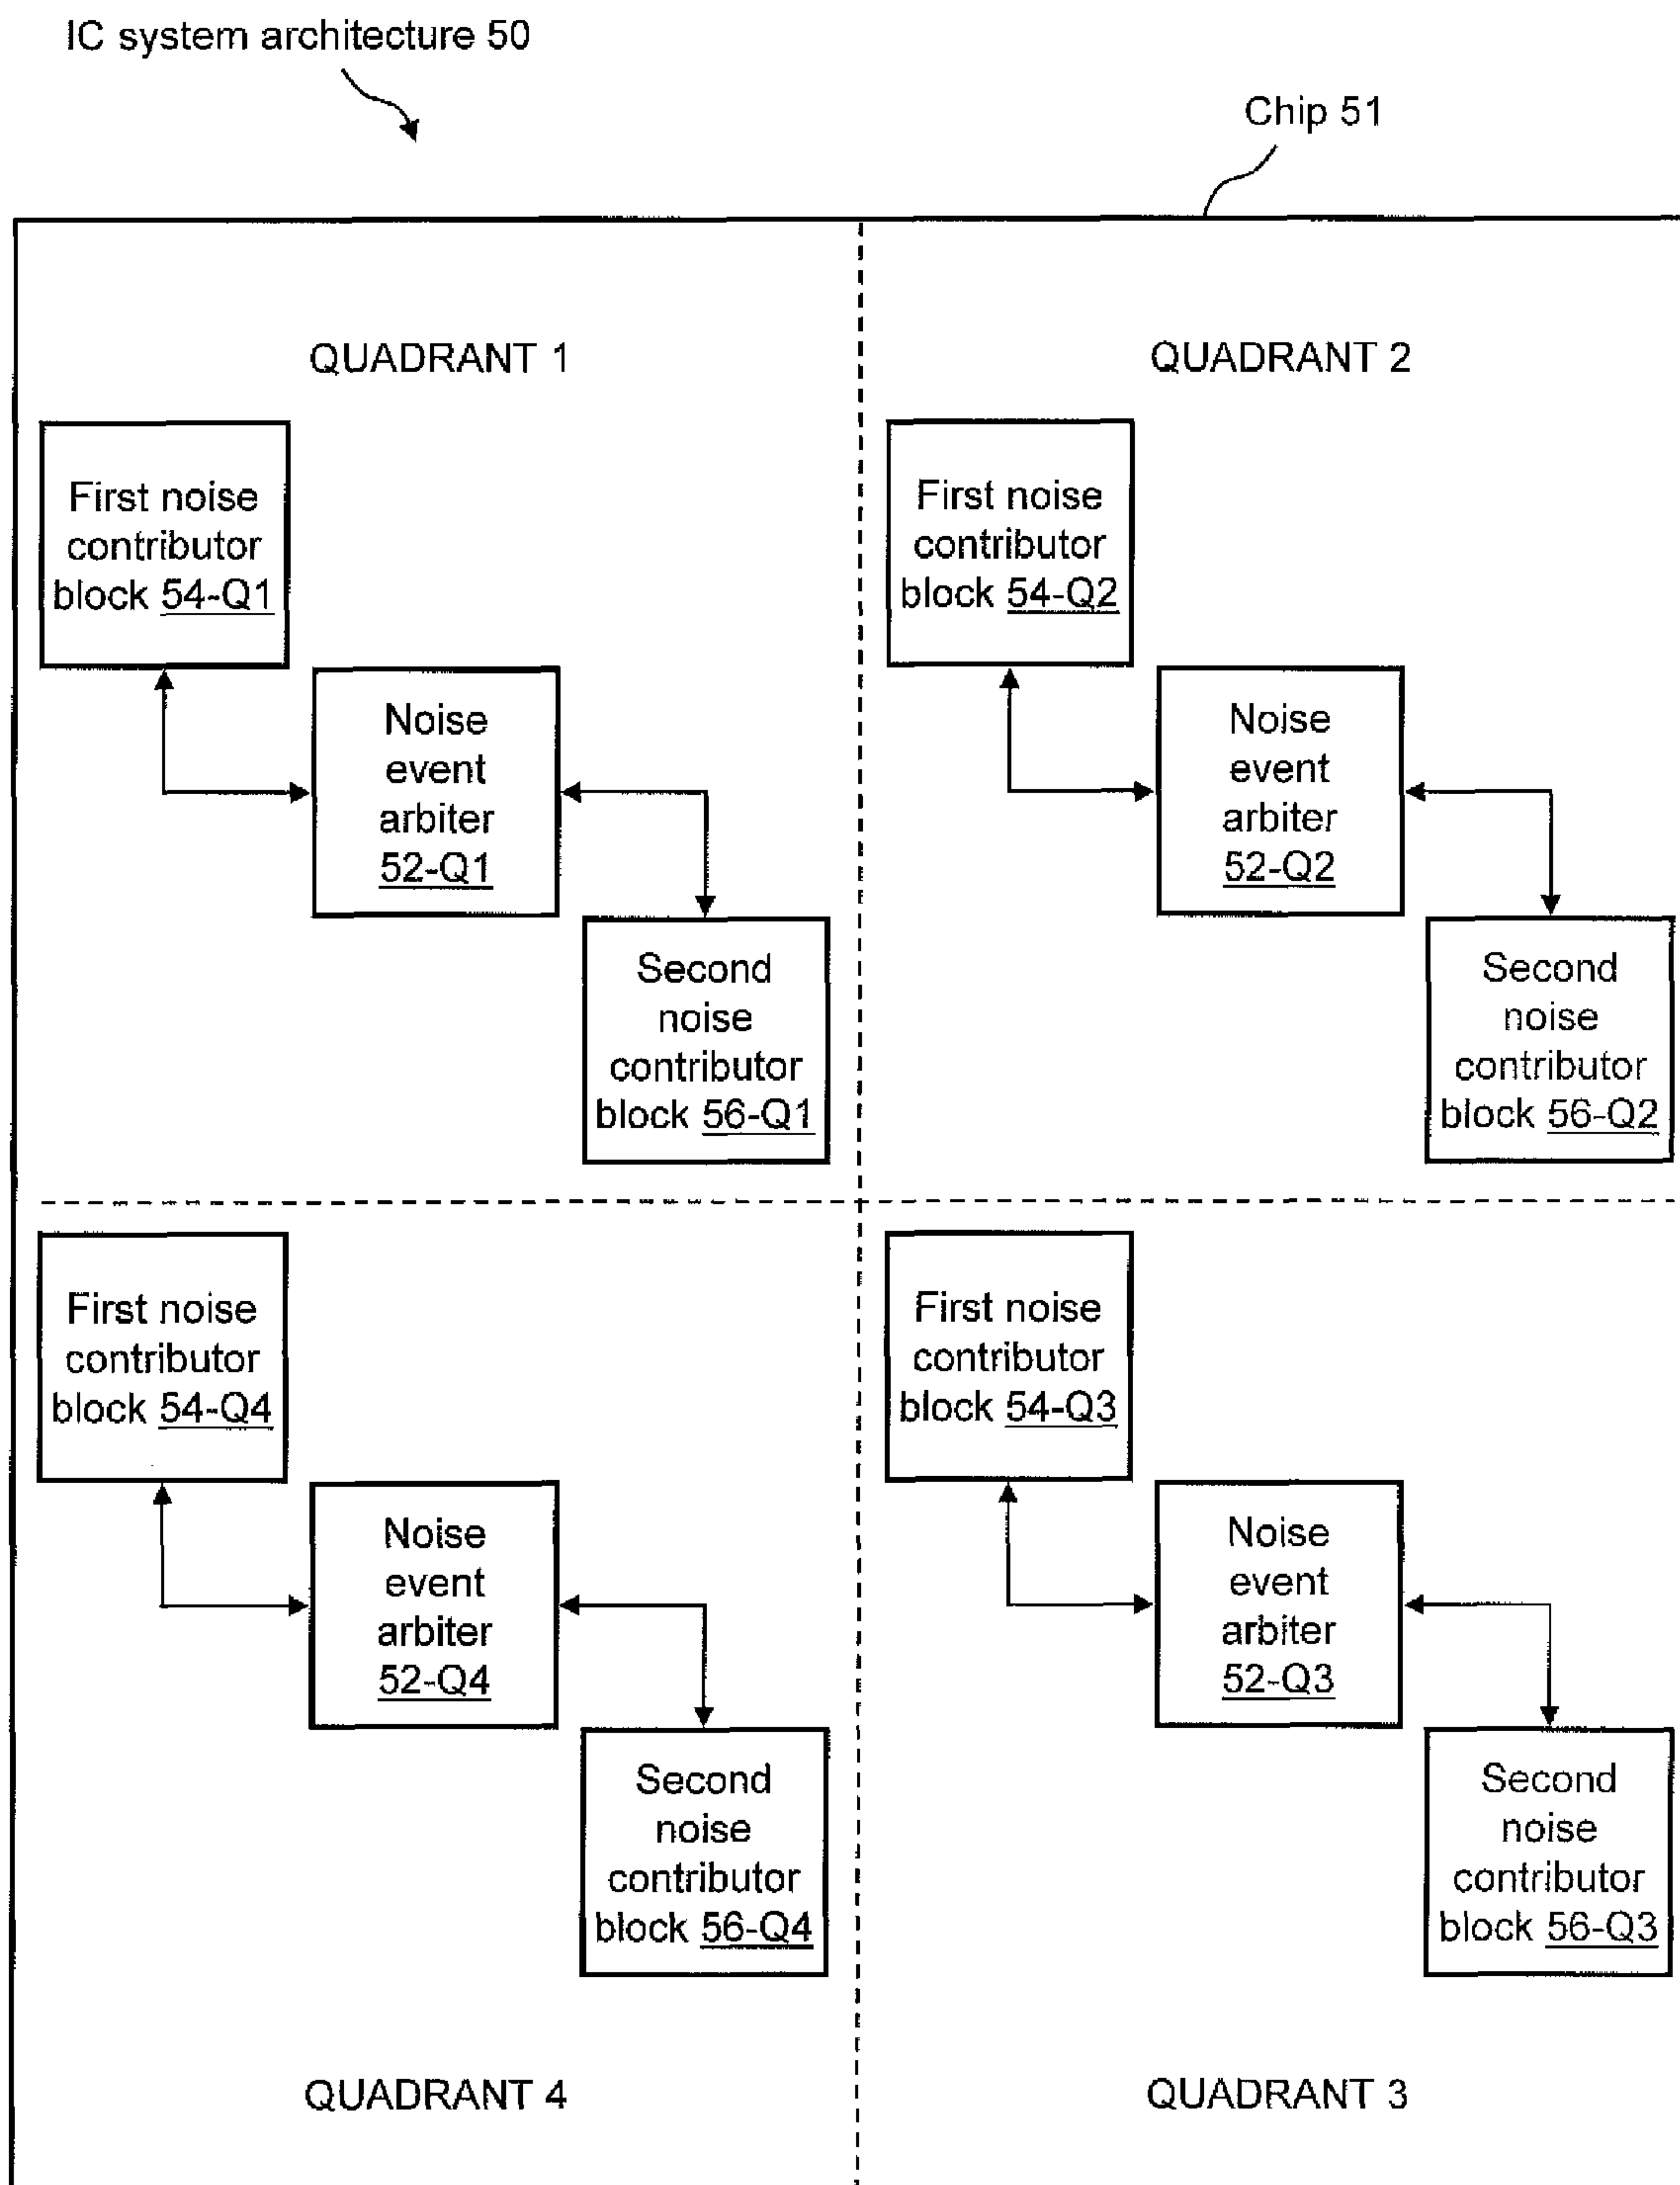 IC system architecture 50
Chip 51
QUADRANT 1
First noise
contributor
block 54-Q1
Noise
event
arbiter
52-Q1
Second
noise
contributor
block 56-Q1
QUADRANT 2
First noise
contributor
block 54-Q2
Noise
event
arbiter
52-Q2
Second
noise
contributor
block 56-Q2
First noise
contributor
block 54-Q4
Noise
event
arbiter
52-Q4
Second
noise
contributor
block 56-Q4
QUADRANT 4
First noise
contributor
block 54-Q3
Noise
event
arbiter
52-Q3
Second
noise
contributor
block 56-Q3
QUADRANT 3